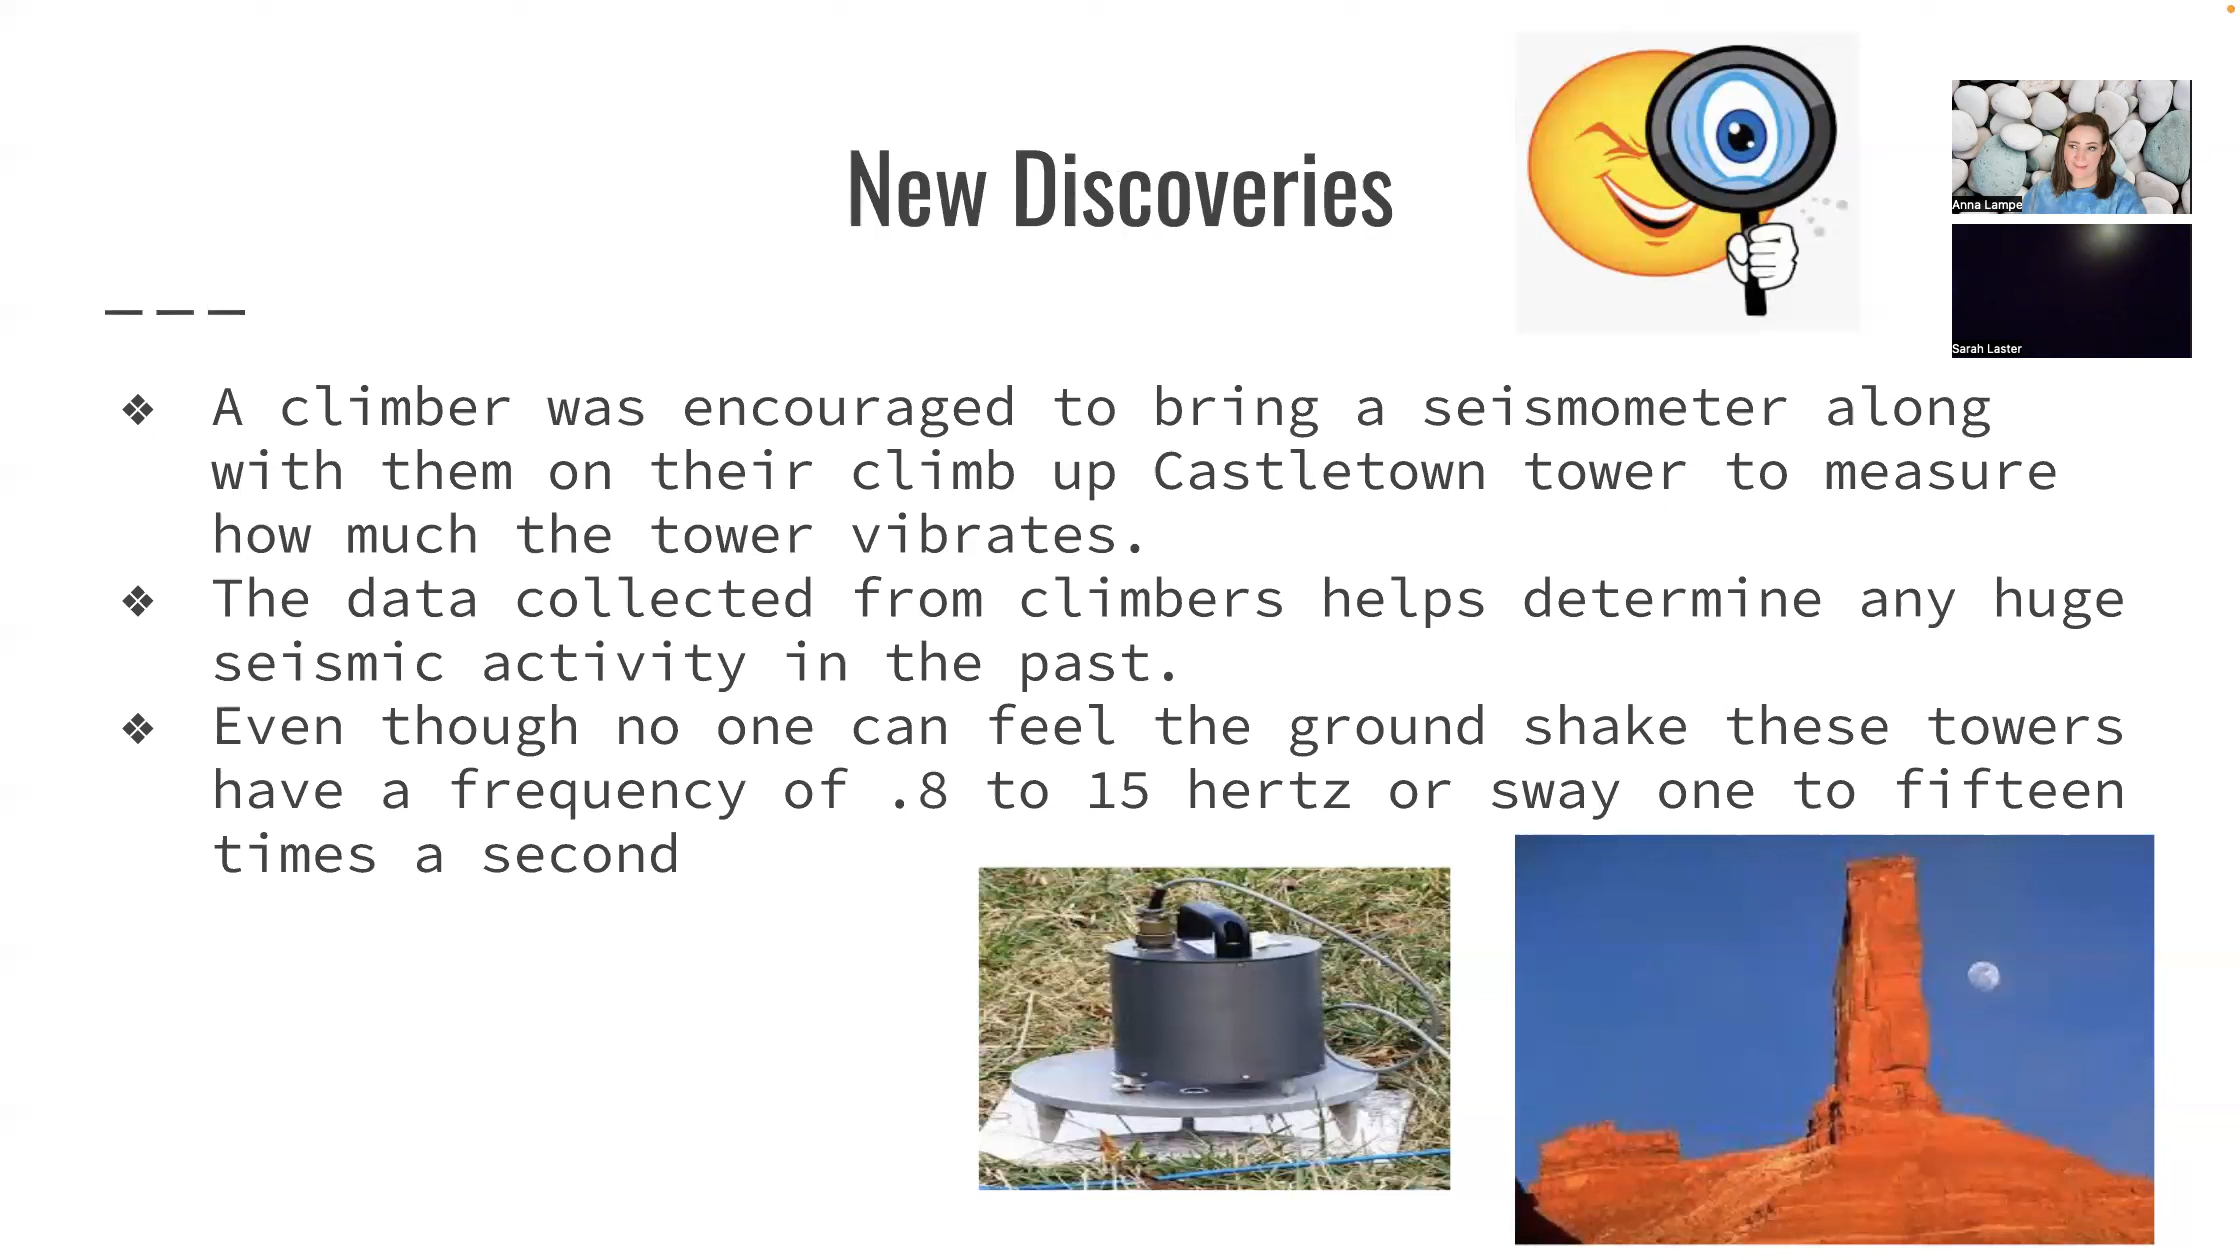 New Discoveries
Anna Lampe
Sarah Laster
❖ A climber was encouraged to bring a seismometer along
with them on their climb up Castletown tower to measure
how much the tower vibrates.
❖ The data collected from climbers helps determine any huge
seismic activity in the past.
❖ Even though no one can feel the ground shake these towers
have a frequency of .8 to 15 hertz or sway one to fifteen
times a second